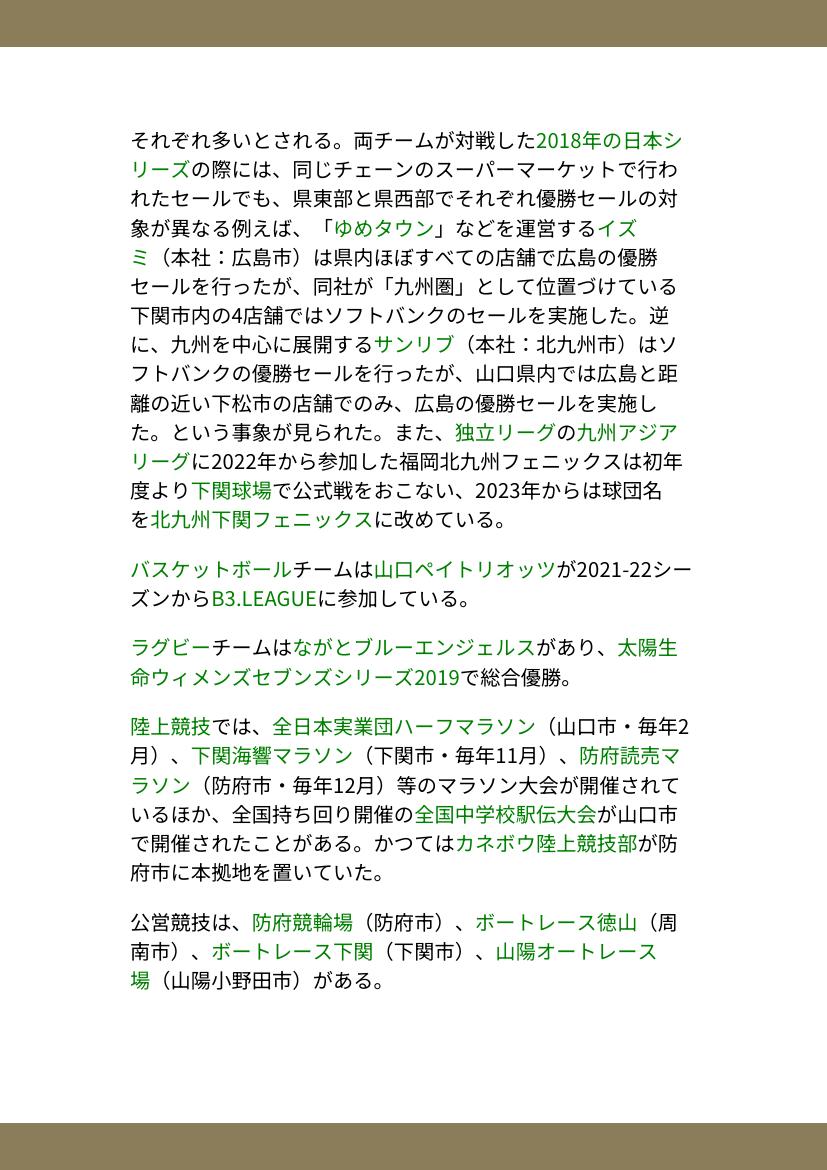 それぞれ多いとされる。両チームが対戦した2018年の日本シ
リーズの際には、同じチェーンのスーパーマーケットで行わ
れたセールでも、県東部と県西部でそれぞれ優勝セールの対
象が異なる例えば、「ゆめタウン」などを運営するイズ
ミ（本社：広島市）は県内ほぼすべての店舗で広島の優勝
セールを行ったが、同社が「九州圏」として位置づけている
下関市内の4店舗ではソフトバンクのセールを実施した。逆
に、九州を中心に展開するサンリブ（本社：北九州市）はソ
フトバンクの優勝セールを行ったが、山口県内では広島と距
離の近い下松市の店舗でのみ、広島の優勝セールを実施し
た。という事象が見られた。また、独立リーグの九州アジア
リーグに2022年から参加した福岡北九州フェニックスは初年
度より下関球場で公式戦をおこない、2023年からは球団名
を北九州下関フェニックスに改めている。
バスケットボールチームは山口ペイトリオッツが2021-22シー
ズンからB3.LEAGUEに参加している。
ラグビーチームはながとブルーエンジェルスがあり、太陽生
命ウィメンズセブンズシリーズ2019で総合優勝。
陸上競技では、全日本実業団ハーフマラソン（山口市・毎年2
月）、下関海響マラソン（下関市・毎年11月）、防府読売マ
ラソン（防府市・毎年12月）等のマラソン大会が開催されて
いるほか、全国持ち回り開催の全国中学校駅伝大会が山口市
で開催されたことがある。かつてはカネボウ陸上競技部が防
府市に本拠地を置いていた。
公営競技は、防府競輪場（防府市）、ボートレース徳山（周
南市）、ボートレース下関（下関市）、山陽オートレース
場（山陽小野田市）がある。